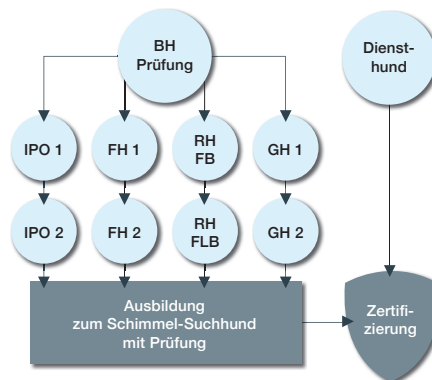 BH
Prüfung
Dienst-
hund
IPO 1
FH 1
RH
FB
GH 1
IPO 2
FH 2
RH
FLB
GH 2
Ausbildung
zum Schimmel-Suchhund
mit Prüfung
Zertifi-
zierung